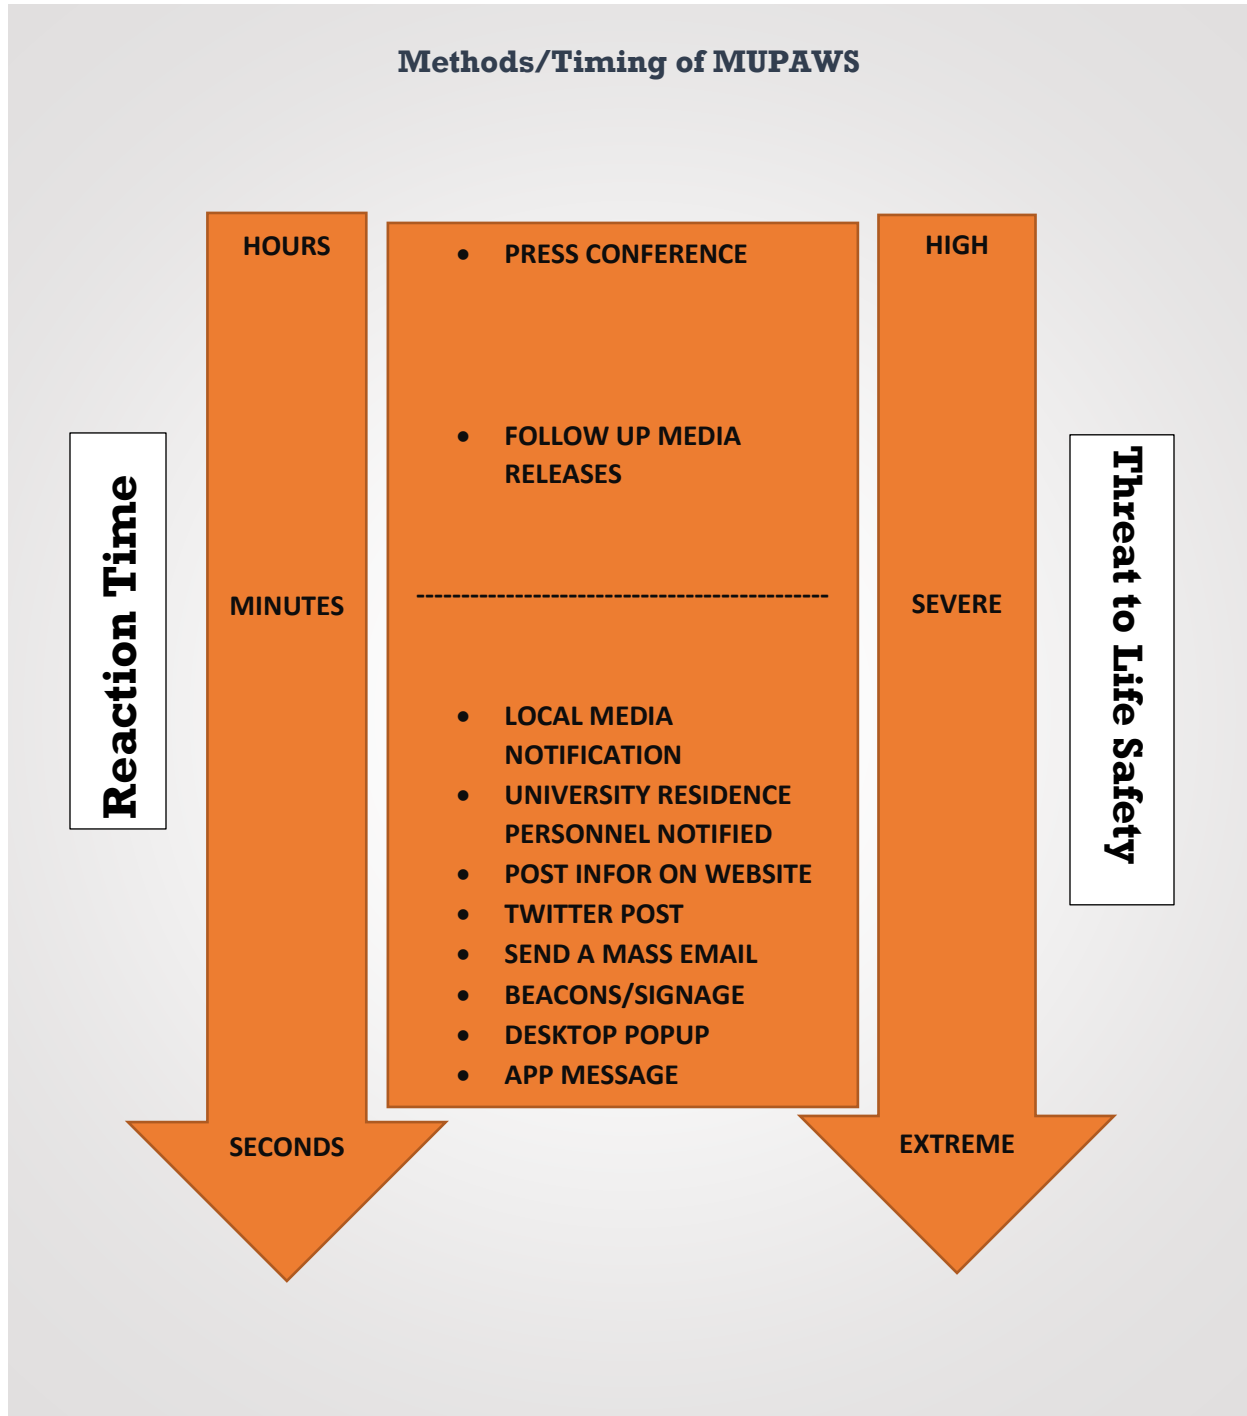 Methods/Timing of MUPAWS
Reaction Time
HOURS
MINUTES
SECONDS
• PRESS CONFERENCE
• FOLLOW UP MEDIA
RELEASES
----------------------------------------------
• LOCAL MEDIA
NOTIFICATION
• UNIVERSITY RESIDENCE
PERSONNEL NOTIFIED
• POST INFOR ON WEBSITE
• TWITTER POST
• SEND A MASS EMAIL
• BEACONS/SIGNAGE
• DESKTOP POPUP
• APP MESSAGE
HIGH
SEVERE
EXTREME
Threat to Life Safety